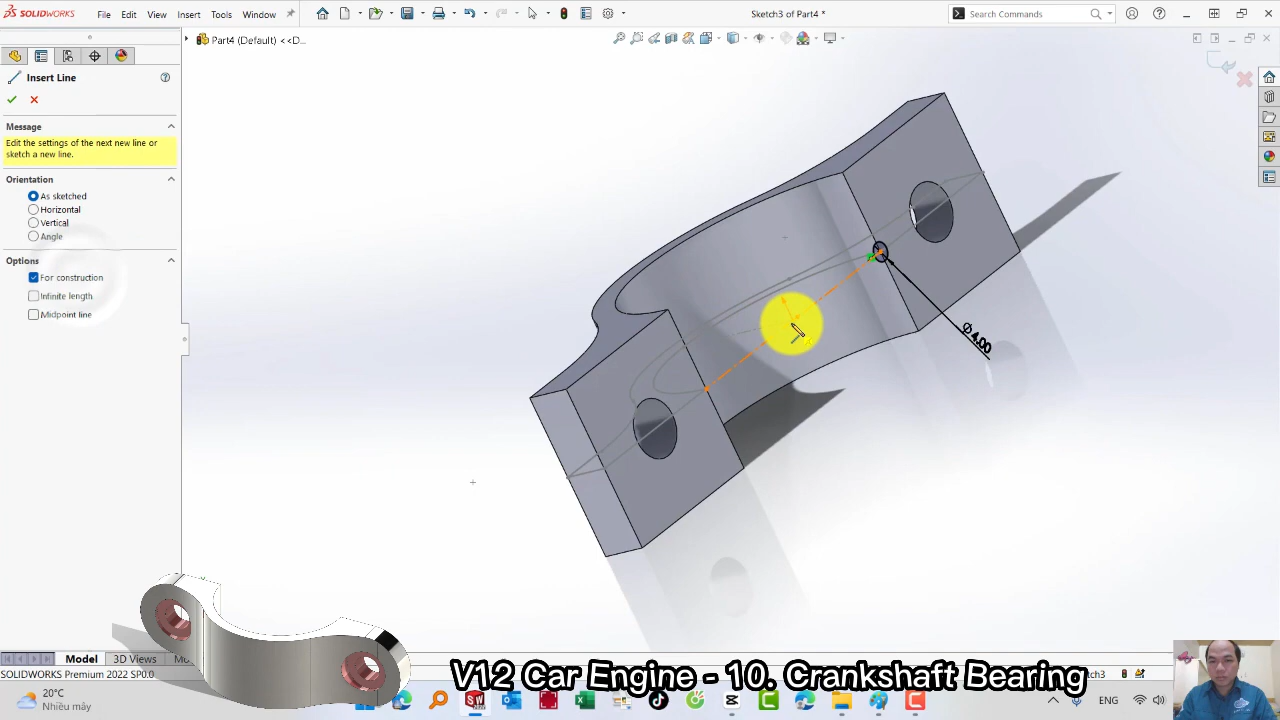 SOLIDWORKS
File
Edit
View
Insert
Tools
Window
Sketch3 of Part4 *
Search Commands
Part4 (Default) <<D...
Insert Line
Message
Edit the settings of the next new line or
sketch a new line.
Orientation
As sketched
Horizontal
Vertical
Angle
Options
For construction
Infinite length
Midpoint line
Ø4.00
Model
3D Views
SOLIDWORKS Premium 2022 SP0.
Sketch3
V12 Car Engine - 10. Crankshaft Bearing
20°C
Nhiều mây
ENG